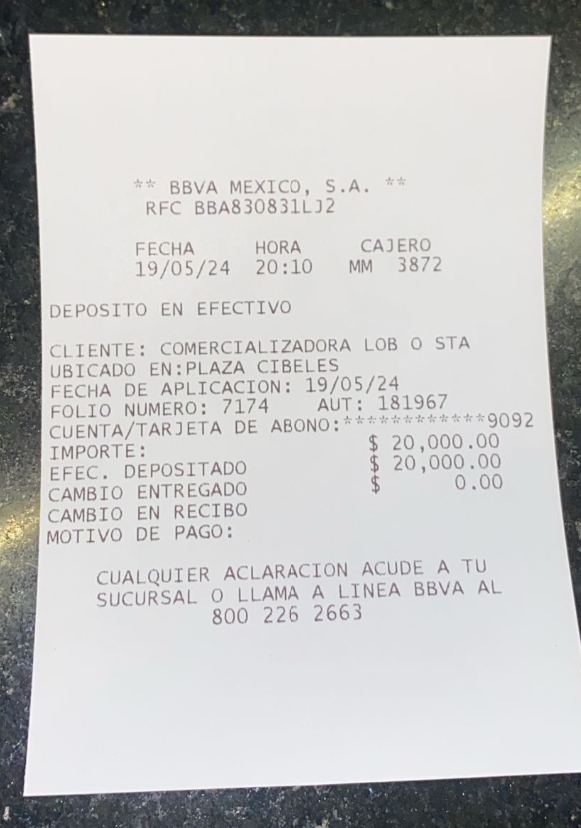 ** BBVA MEXICO, S.A. **
RFC BBA830831LJ2
FECHA HORA CAJERO
19/05/24 20:10 MM 3872
DEPOSITO EN EFECTIVO
CLIENTE: COMERCIALIZADORA LOB O STA
UBICADO EN:PLAZA CIBELES
FECHA DE APLICACION: 19/05/24
FOLIO NUMERO: 7174 AUT: 181967
CUENTA/TARJETA DE ABONO:************9092
IMPORTE: $ 20,000.00
EFEC. DEPOSITADO $ 20,000.00
CAMBIO ENTREGADO $ 0.00
CAMBIO EN RECIBO
MOTIVO DE PAGO:
CUALQUIER ACLARACION ACUDE A TU
SUCURSAL O LLAMA A LINEA BBVA AL
800 226 2663